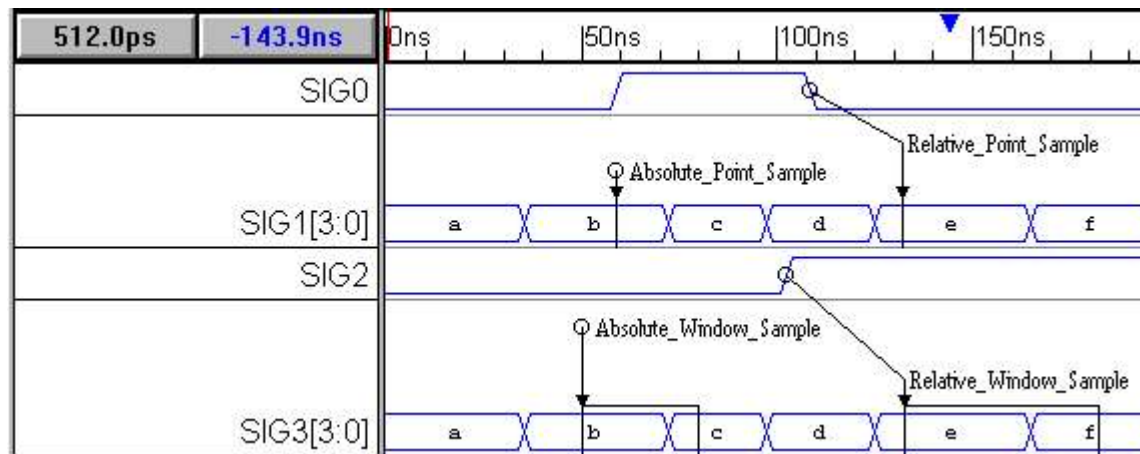 512.0ps -143.9ns 0ns 50ns 100ns 150ns
SIG0
Relative_Point_Sample
Absolute_Point_Sample
SIG1[3:0] a b c d e f
SIG2
Absolute_Window_Sample
Relative_Window_Sample
SIG3[3:0] a b c d e f